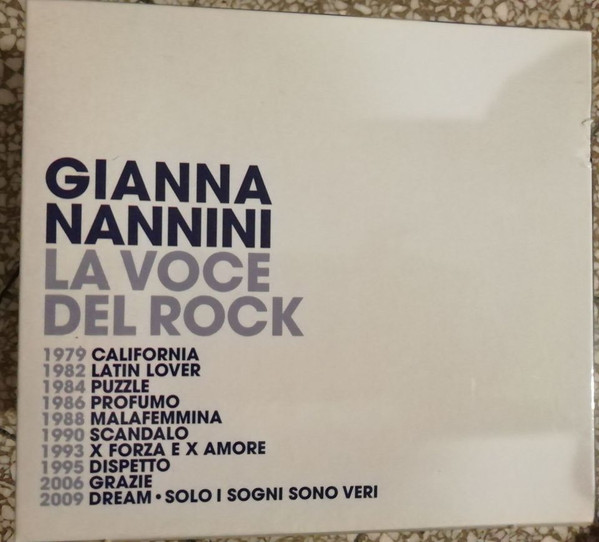 GIANNA
NANNINI
LA VOCE
DEL ROCK
1979 CALIFORNIA
1982 LATIN LOVER
1984 PUZZLE
1986 PROFUMO
1988 MALAFEMMINA
1990 SCANDALO
1993 X FORZA E X AMORE
1995 DISPETTO
2006 GRAZIE
2009 DREAM • SOLO I SOGNI SONO VERI